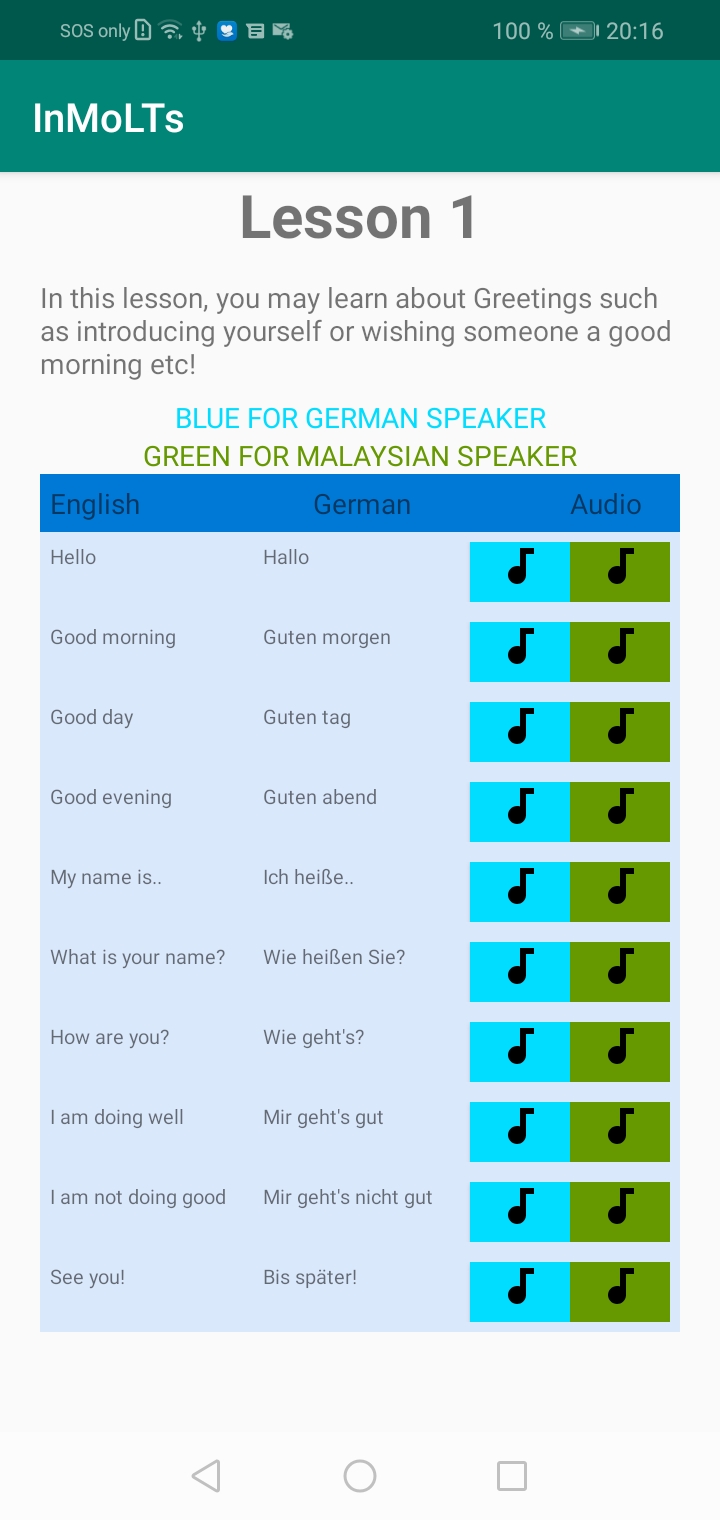 SOS only 100 % 20:16
InMoLTs
Lesson 1
In this lesson, you may learn about Greetings such
as introducing yourself or wishing someone a good
morning etc!
BLUE FOR GERMAN SPEAKER
GREEN FOR MALAYSIAN SPEAKER
English German Audio
Hello Hallo
Good morning Guten morgen
Good day Guten tag
Good evening Guten abend
My name is.. Ich heiße..
What is your name? Wie heißen Sie?
How are you? Wie geht's?
I am doing well Mir geht's gut
I am not doing good Mir geht's nicht gut
See you! Bis später!